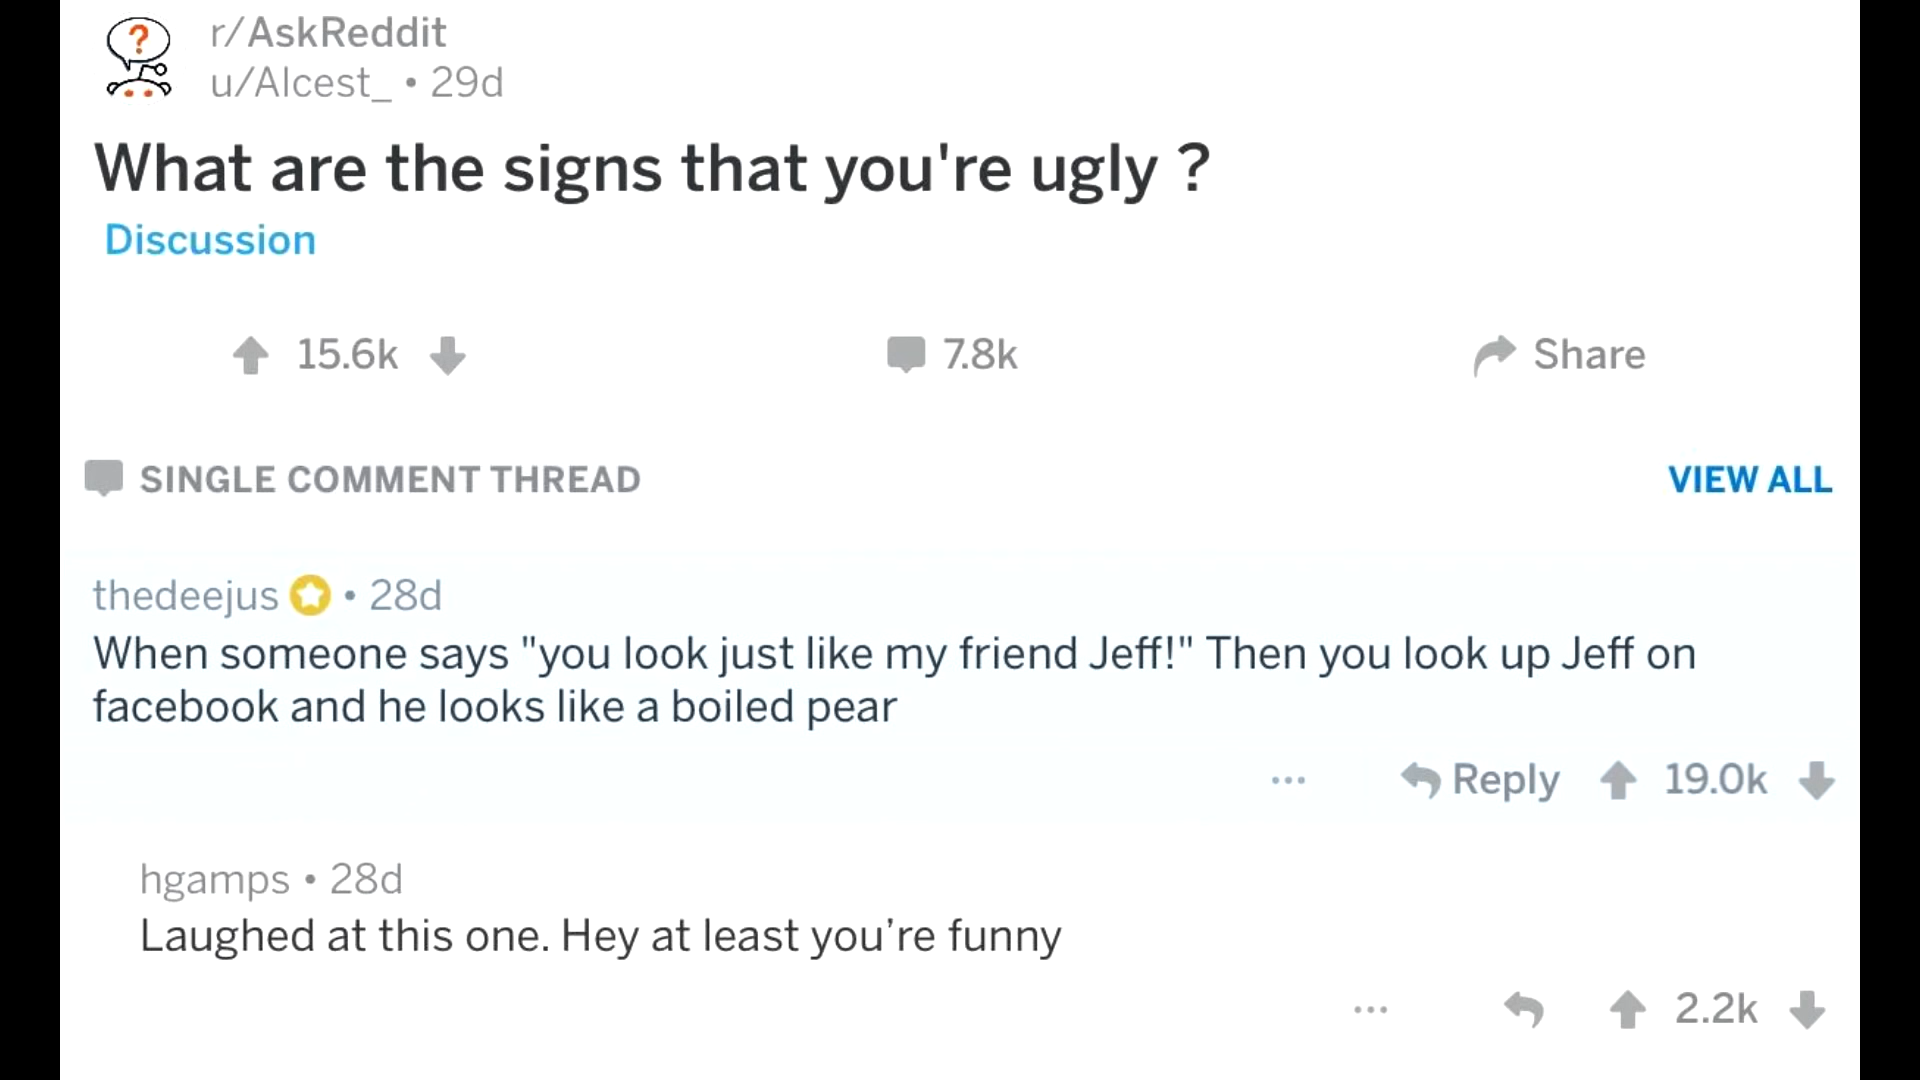 r/AskReddit
u/Alcest_ • 29d
What are the signs that you're ugly ?
Discussion
15.6k
7.8k
Share
SINGLE COMMENT THREAD
VIEW ALL
thedeejus • 28d
When someone says "you look just like my friend Jeff!" Then you look up Jeff on
facebook and he looks like a boiled pear
... Reply 19.0k
hgamps • 28d
Laughed at this one. Hey at least you’re funny
... 2.2k